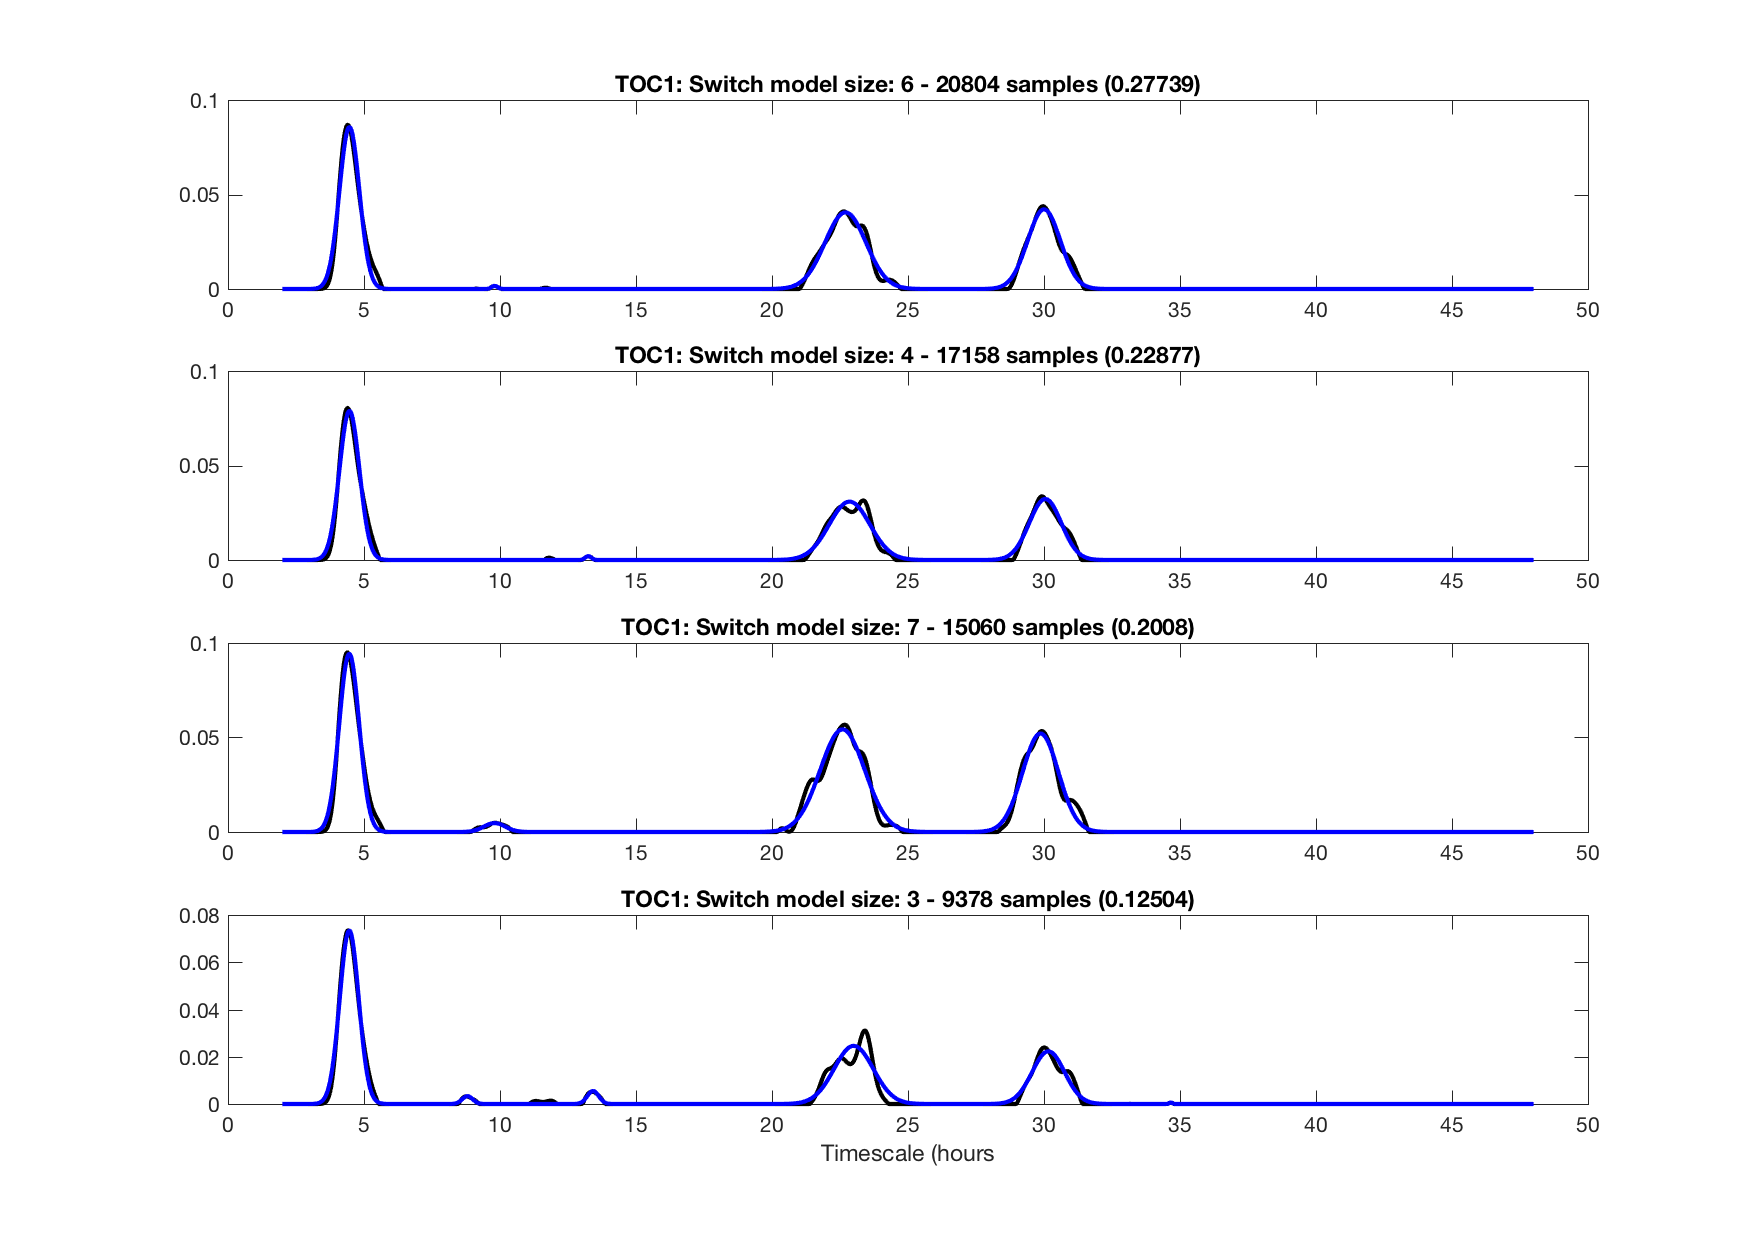 TOC1: Switch model size: 6 - 20804 samples (0.27739)
0.1
0.05
0
0 5 10 15 20 25 30 35 40 45 50
TOC1: Switch model size: 4 - 17158 samples (0.22877)
0.1
0.05
0
0 5 10 15 20 25 30 35 40 45 50
TOC1: Switch model size: 7 - 15060 samples (0.2008)
0.1
0.05
0
0 5 10 15 20 25 30 35 40 45 50
TOC1: Switch model size: 3 - 9378 samples (0.12504)
0.08
0.06
0.04
0.02
0
0 5 10 15 20 25 30 35 40 45 50
Timescale (hours